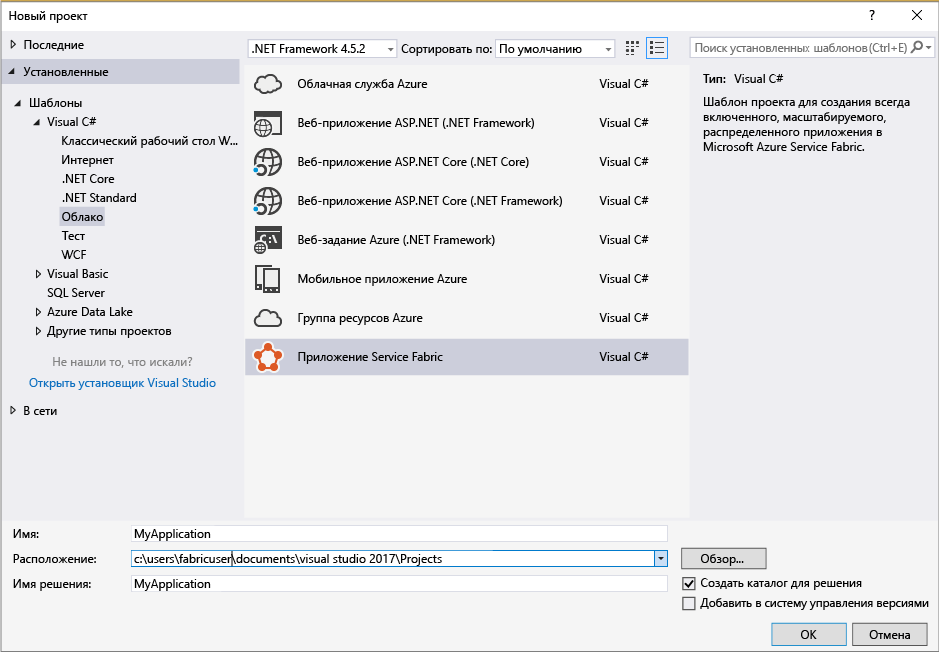 Новый проект
?
Последние
Установленные
Шаблоны
Visual C#
Классический рабочий стол W...
Интернет
.NET Core
.NET Standard
Облако
Тест
WCF
Visual Basic
SQL Server
Azure Data Lake
Другие типы проектов
Не нашли то, что искали?
Открыть установщик Visual Studio
В сети
.NET Framework 4.5.2
Сортировать по:
По умолчанию
Облачная служба Azure Visual C#
Веб-приложение ASP.NET (.NET Framework) Visual C#
Веб-приложение ASP.NET Core (.NET Core) Visual C#
Веб-приложение ASP.NET Core (.NET Framework) Visual C#
Веб-задание Azure (.NET Framework) Visual C#
Мобильное приложение Azure Visual C#
Группа ресурсов Azure Visual C#
Приложение Service Fabric Visual C#
Поиск установленных шаблонов(Ctrl+E)
Тип: Visual C#
Шаблон проекта для создания всегда
включенного, масштабируемого,
распределенного приложения в
Microsoft Azure Service Fabric.
Имя: MyApplication
Расположение: c:\users\fabricuser\documents\visual studio 2017\Projects
Обзор...
Имя решения: MyApplication
Создать каталог для решения
Добавить в систему управления версиями
ОК
Отмена